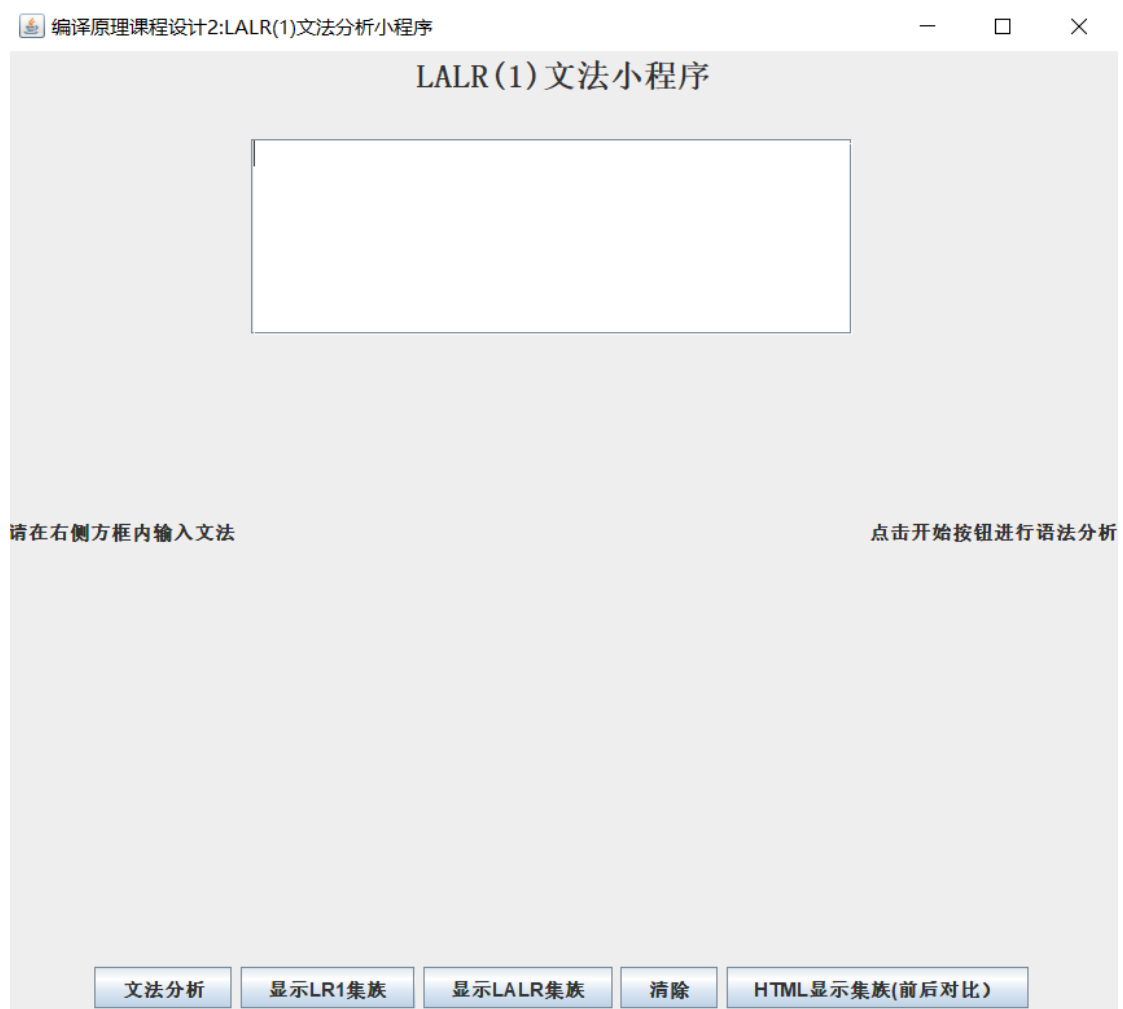 编译原理课程设计2:LALR(1)文法分析小程序
LALR(1)文法小程序
请在右侧方框内输入文法
点击开始按钮进行语法分析
文法分析
显示LR1集族
显示LALR集族
清除
HTML显示集族(前后对比）